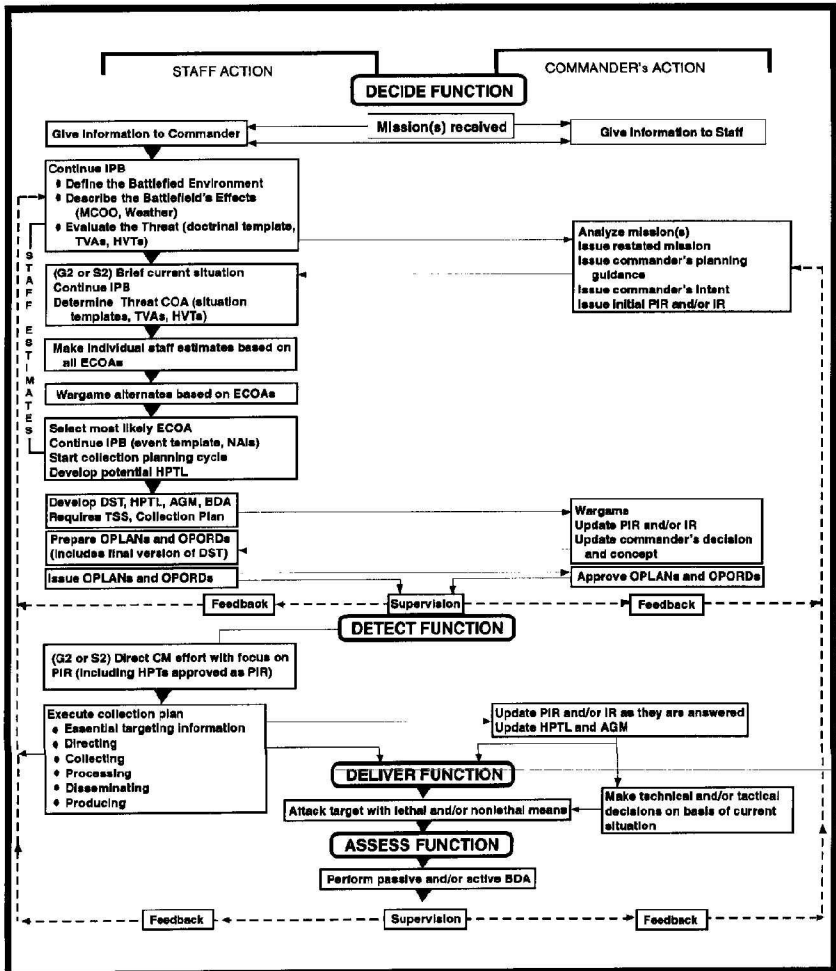 STAFF ACTION
COMMANDER's ACTION
DECIDE FUNCTION
Give Information to Commander
Mission(s) received
Give Information to Staff
Continue IPB
Define the Battlefied Environment
Describe the Battlefield's Effects
(MCOO, Weather)
Evaluate the Threat (doctrinal template,
TVAs, HVTs)
STAFF ESTIMATES
Analyze mission(s)
Issue restated mission
Issue commander's planning
guidance
Issue commander's intent
Issue initial PIR and/or IR
(G2 or S2) Brief current situation
Continue IPB
Determine Threat COA (situation
templates, TVAs, HVTs)
Make individual staff estimates based on
all ECOAs
Wargame alternates based on ECOAs
Select most likely ECOA
Continue IPB (event template, NAIs)
Start collection planning cycle
Develop potential HPTL
Develop DST, HPTL, AGM, BDA
Requires TSS, Collection Plan
Wargame
Update PIR and/or IR
Update commander's decision
and concept
Prepare OPLANs and OPORDs
(includes final version of DST)
Issue OPLANs and OPORDs
Approve OPLANs and OPORDs
Feedback
Supervision
Feedback
DETECT FUNCTION
(G2 or S2) Direct CM effort with focus on
PIR (including HPTs approved as PIR)
Execute collection plan
Essential targeting information
Directing
Collecting
Processing
Disseminating
Producing
Update PIR and/or IR as they are answered
Update HPTL and AGM
DELIVER FUNCTION
Attack target with lethal and/or nonlethal means
Make technical and/or tactical
decisions on basis of current
situation
ASSESS FUNCTION
Perform passive and/or active BDA
Feedback
Supervision
Feedback